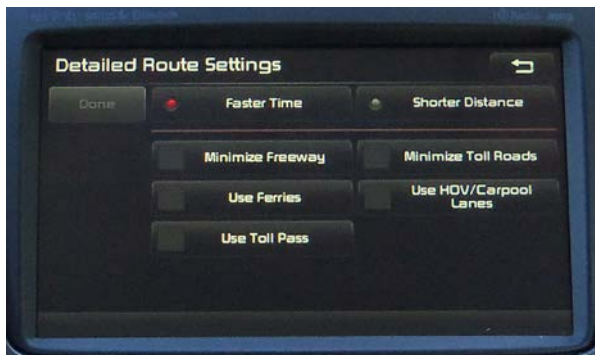 Detailed Route Settings
Done
Faster Time
Shorter Distance
Minimize Freeway
Minimize Toll Roads
Use Ferries
Use HOV/Carpool
Lanes
Use Toll Pass